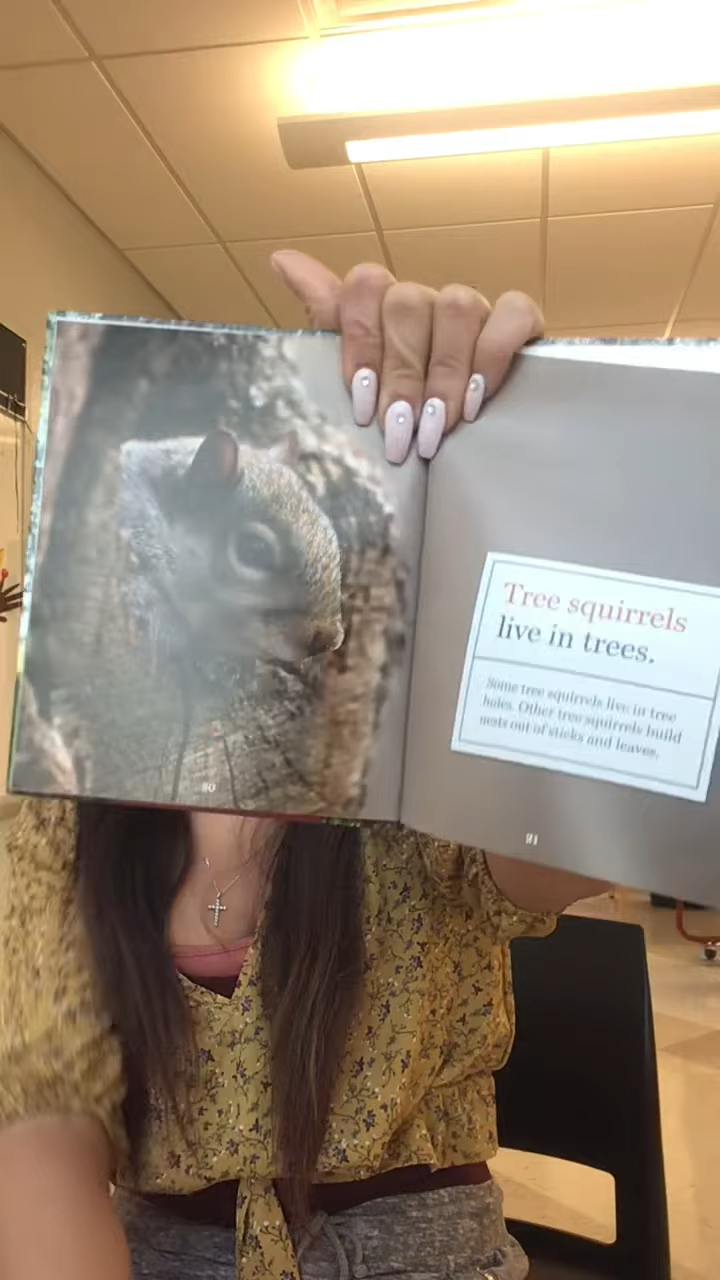 Tree squirrels
live in trees.
Some tree squirrels live in tree
holes. Other tree squirrels build
nests out of sticks and leaves.